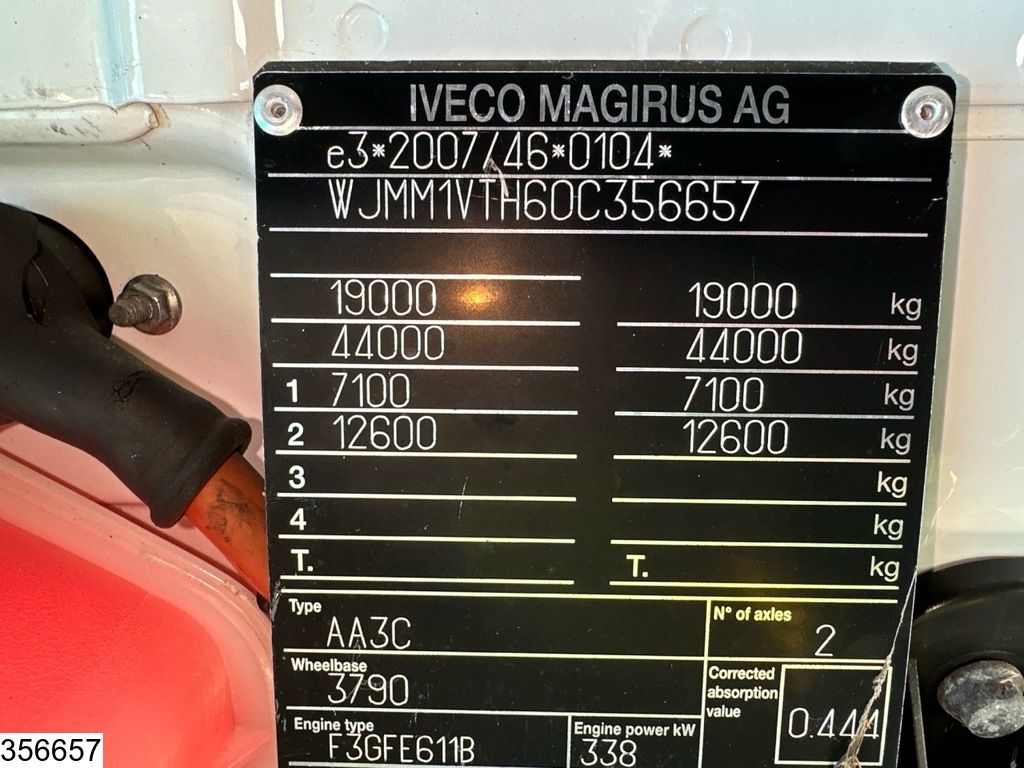 IVECO MAGIRUS AG
e3*2007/46*0104*
WJMM1VTH60C356657
19000 19000 kg
44000 44000 kg
1 7100 7100 kg
2 12600 12600 kg
3 kg
4 kg
T. T. kg
Type N° of axles
AA3C 2
Wheelbase Corrected absorption value
3790 0.444
Engine type Engine power kW
F3GFE611B 338
356657